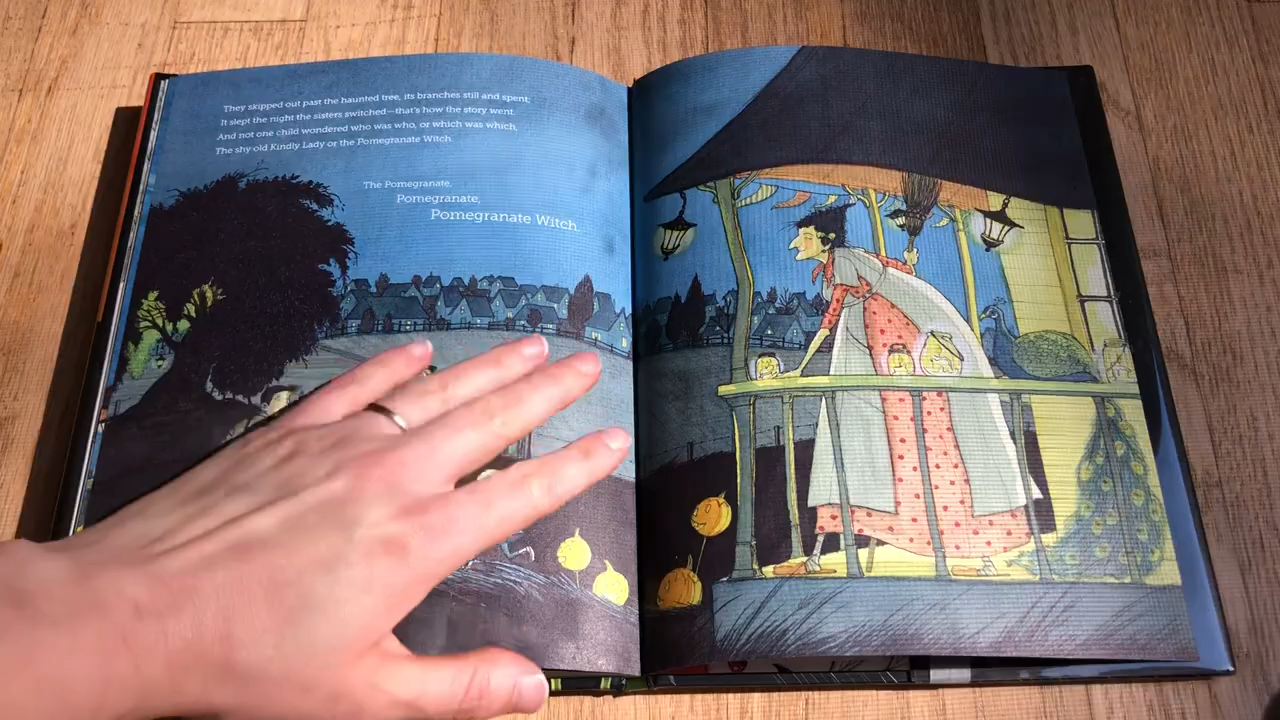 They skipped out past the haunted tree, its branches still and spent;
It slept the night the sisters switched—that's how the story went.
And not one child wondered who was who, or which was which,
The shy old Kindly Lady or the Pomegranate Witch.
The Pomegranate,
Pomegranate,
Pomegranate Witch.